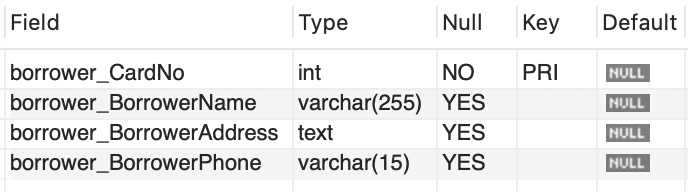 Field Type Null Key Default
borrower_CardNo int NO PRI NULL
borrower_BorrowerName varchar(255) YES NULL
borrower_BorrowerAddress text YES NULL
borrower_BorrowerPhone varchar(15) YES NULL